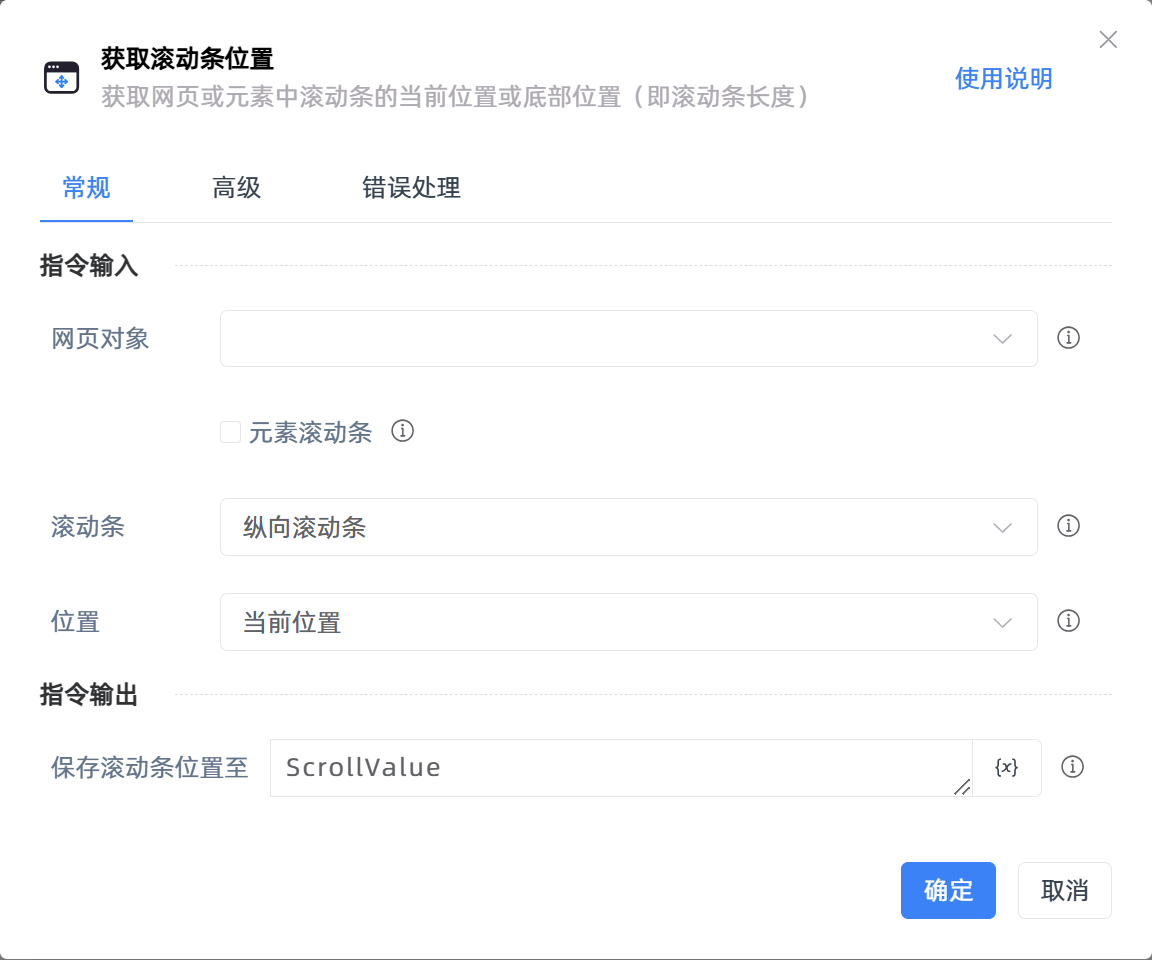 获取滚动条位置
获取网页或元素中滚动条的当前位置或底部位置（即滚动条长度）
使用说明
常规 高级 错误处理
指令输入
网页对象
元素滚动条
滚动条 纵向滚动条
位置 当前位置
指令输出
保存滚动条位置至 ScrollValue {x}
确定 取消